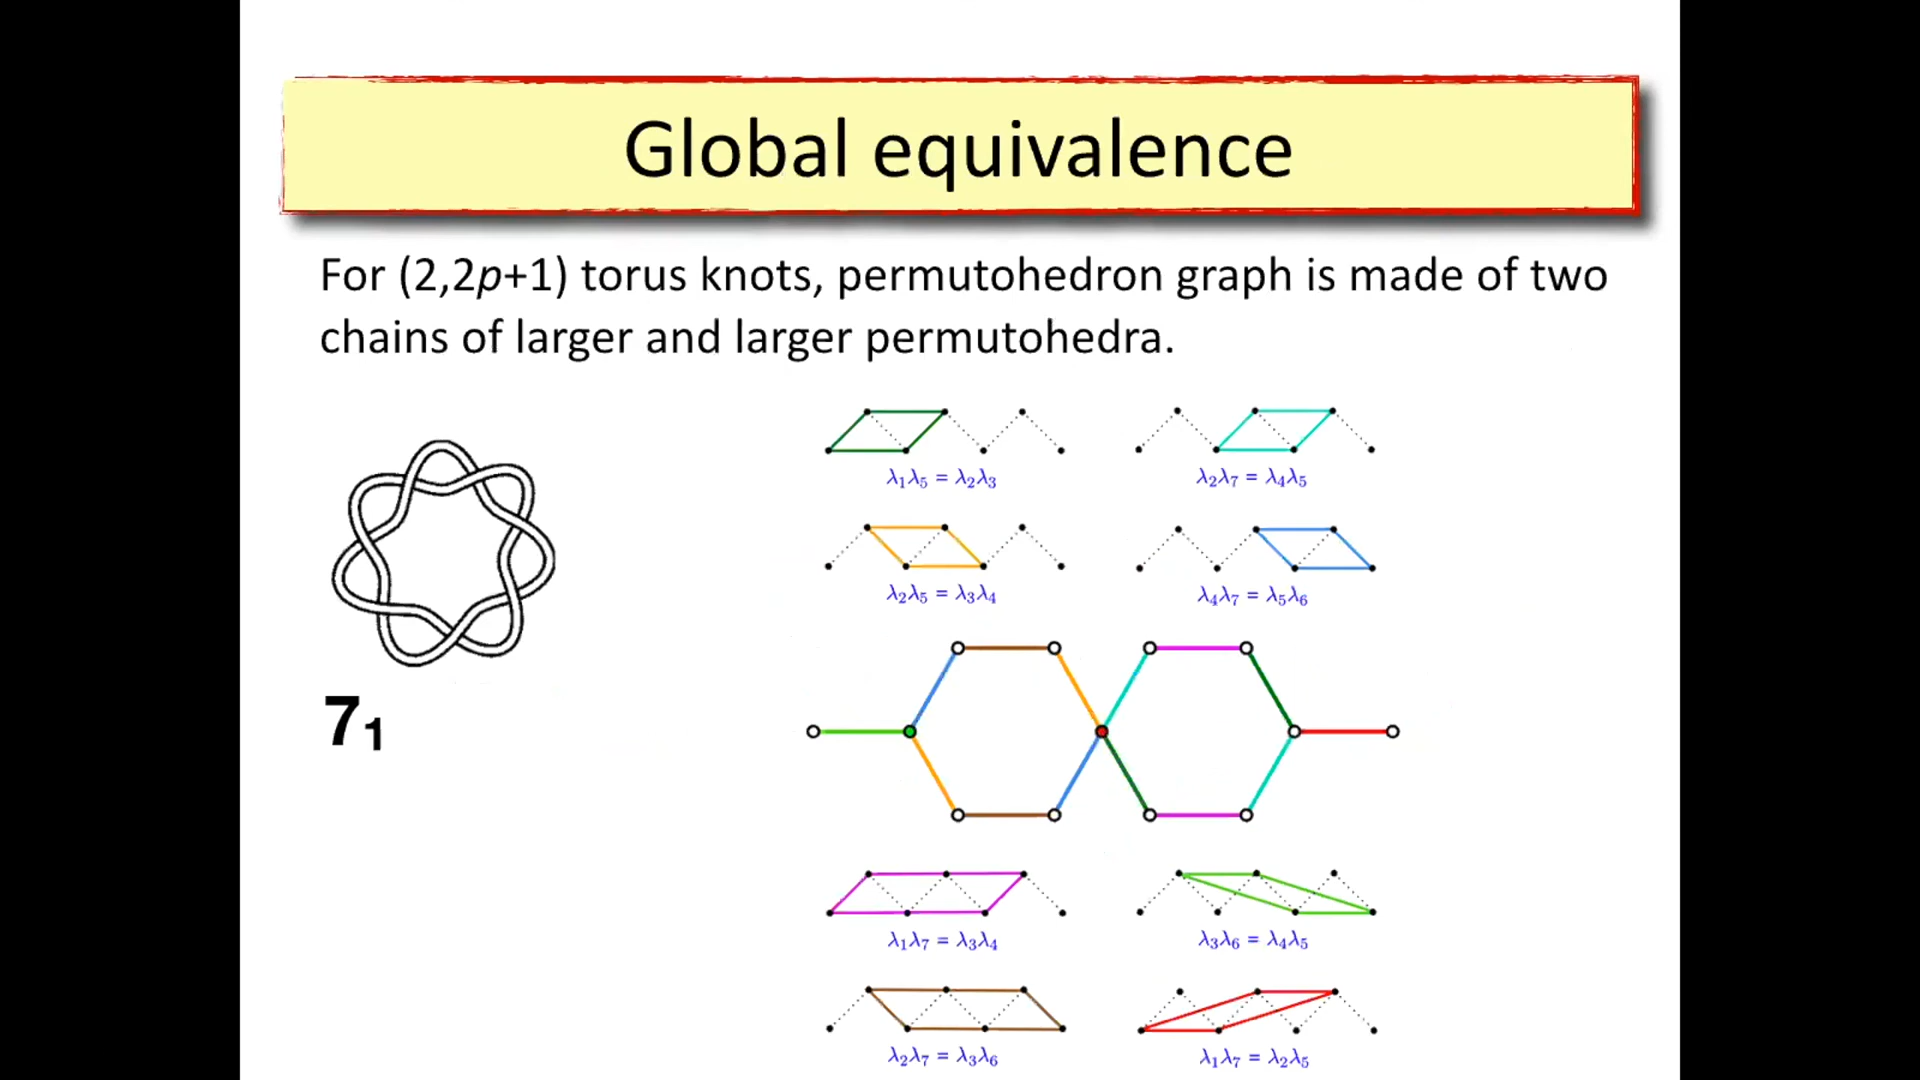 Global equivalence
For (2,2p+1) torus knots, permutohedron graph is made of two
chains of larger and larger permutohedra.
λ₁λ₅ = λ₂λ₃
λ₂λ₇ = λ₄λ₅
λ₂λ₅ = λ₃λ₄
λ₄λ₇ = λ₅λ₆
7₁
λ₁λ₇ = λ₃λ₄
λ₃λ₆ = λ₄λ₅
λ₂λ₇ = λ₃λ₆
λ₁λ₇ = λ₂λ₅